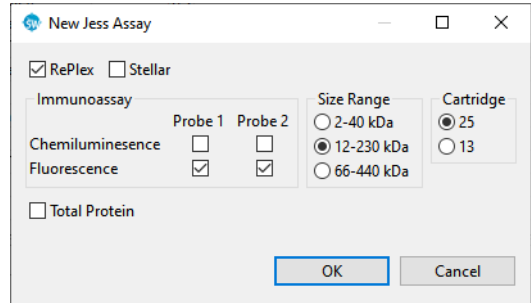 New Jess Assay
RePlex Stellar
Immunoassay
Probe 1 Probe 2
Chemiluminesence
Fluorescence
Size Range
2-40 kDa
12-230 kDa
66-440 kDa
Cartridge
25
13
Total Protein
OK Cancel